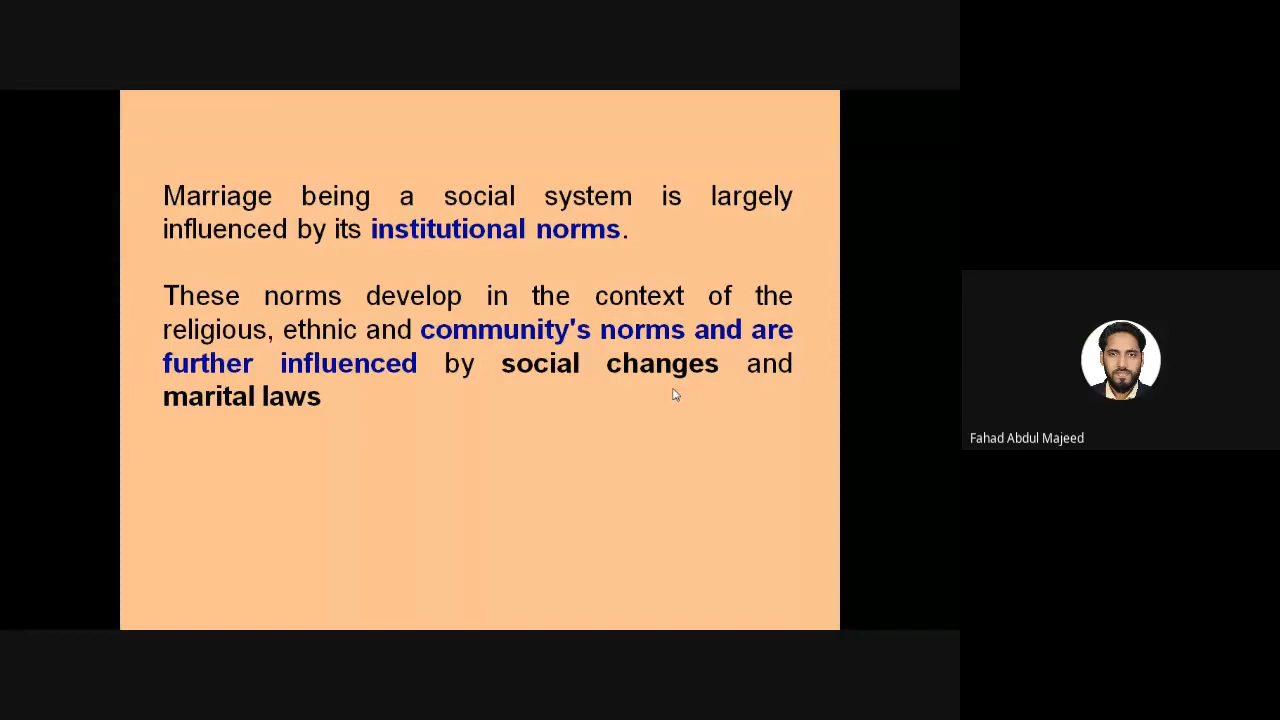 Marriage being a social system is largely
influenced by its institutional norms.
These norms develop in the context of the
religious, ethnic and community's norms and are
further influenced by social changes and
marital laws
Fahad Abdul Majeed